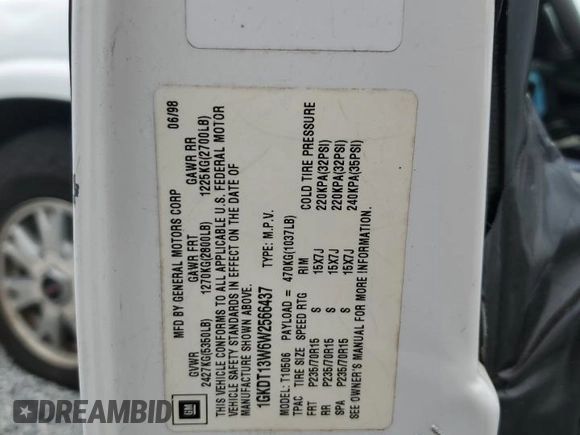 GM
MFD BY GENERAL MOTORS CORP 06/98
GVWR GAWR FRT GAWR RR
2427KG(5350LB) 1270KG(2800LB) 1225KG(2700LB)
THIS VEHICLE CONFORMS TO ALL APPLICABLE U.S. FEDERAL MOTOR
VEHICLE SAFETY STANDARDS IN EFFECT ON THE DATE OF
MANUFACTURE SHOWN ABOVE.
1GKDT13W6W2566437 TYPE: M.P.V.
MODEL: T10506 PAYLOAD = 470KG(1037LB)
TPAC TIRE SIZE SPEED RTG RIM COLD TIRE PRESSURE
FRT P235/70R15 S 15X7J 220KPA(32PSI)
RR P235/70R15 S 15X7J 220KPA(32PSI)
SPA P235/70R15 S 15X7J 240KPA(35PSI)
SEE OWNER'S MANUAL FOR MORE INFORMATION.
AUTOBIDCAR